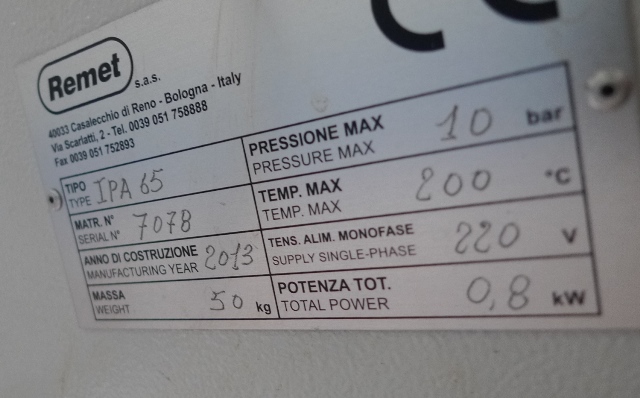 CE
Remet s.a.s.
40033 Casalecchio di Reno - Bologna - Italy
Via Scarlatti, 2 - Tel. 0039 051 758888
Fax 0039 051 752893
TIPO
TYPE IPA 65
MATR. N°
SERIAL N° 7078
ANNO DI COSTRUZIONE
MANUFACTURING YEAR 2013
MASSA
WEIGHT 50 kg
PRESSIONE MAX
PRESSURE MAX 10 bar
TEMP. MAX
TEMP. MAX 200 °C
TENS. ALIM. MONOFASE
SUPPLY SINGLE-PHASE 220 V
POTENZA TOT.
TOTAL POWER 0,8 kW